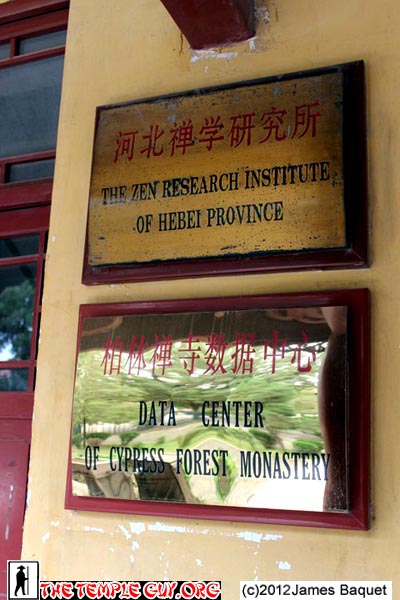 河北禅学研究所
THE ZEN RESEARCH INSTITUTE
OF HEBEI PROVINCE
柏林禅寺数据中心
DATA CENTER
OF CYPRESS FOREST MONASTERY
THE TEMPLE GUY.ORG
(c)2012James Baquet